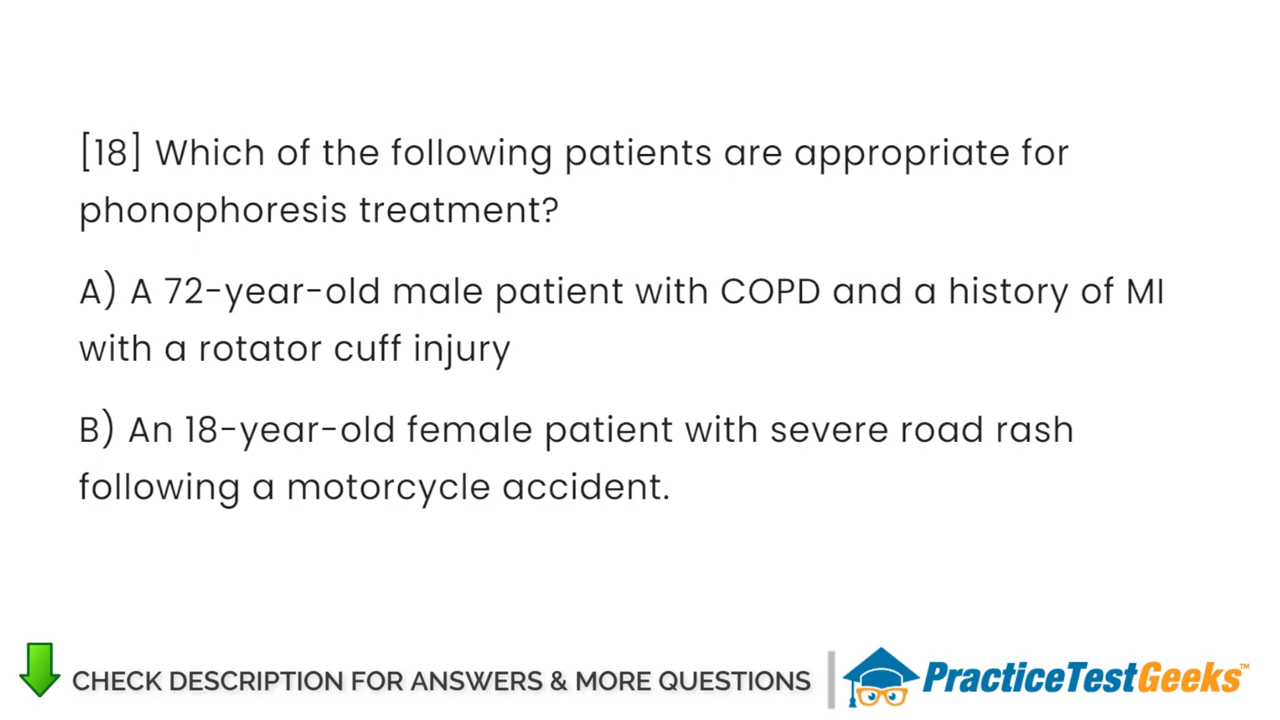 [18] Which of the following patients are appropriate for
phonophoresis treatment?
A) A 72-year-old male patient with COPD and a history of MI
with a rotator cuff injury
B) An 18-year-old female patient with severe road rash
following a motorcycle accident.
CHECK DESCRIPTION FOR ANSWERS & MORE QUESTIONS
PracticeTestGeeks™